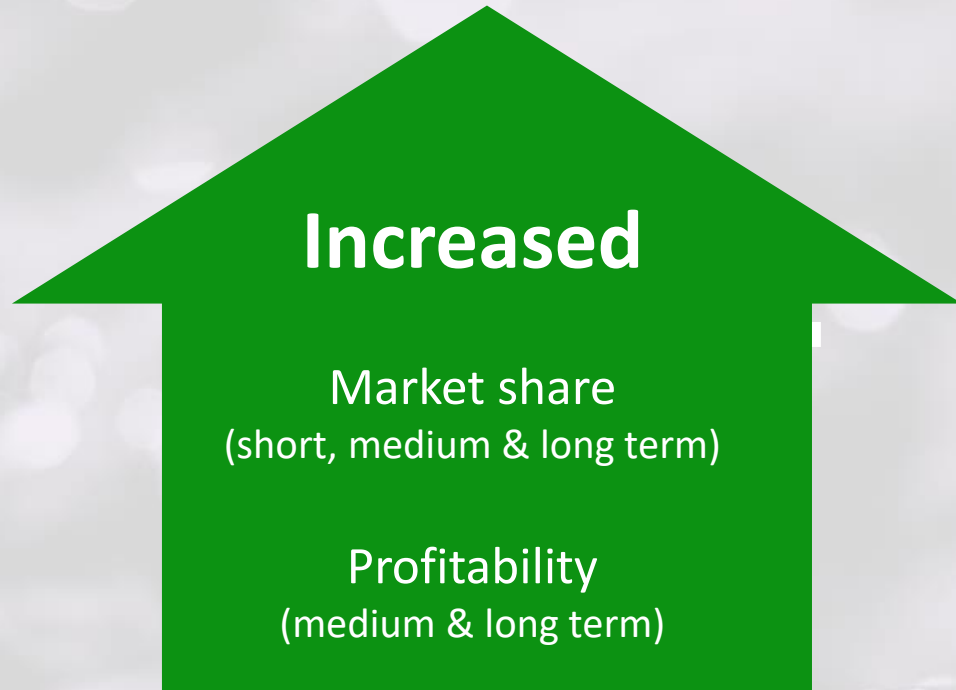 Increased
Market share
(short, medium & long term)
Profitability
(medium & long term)